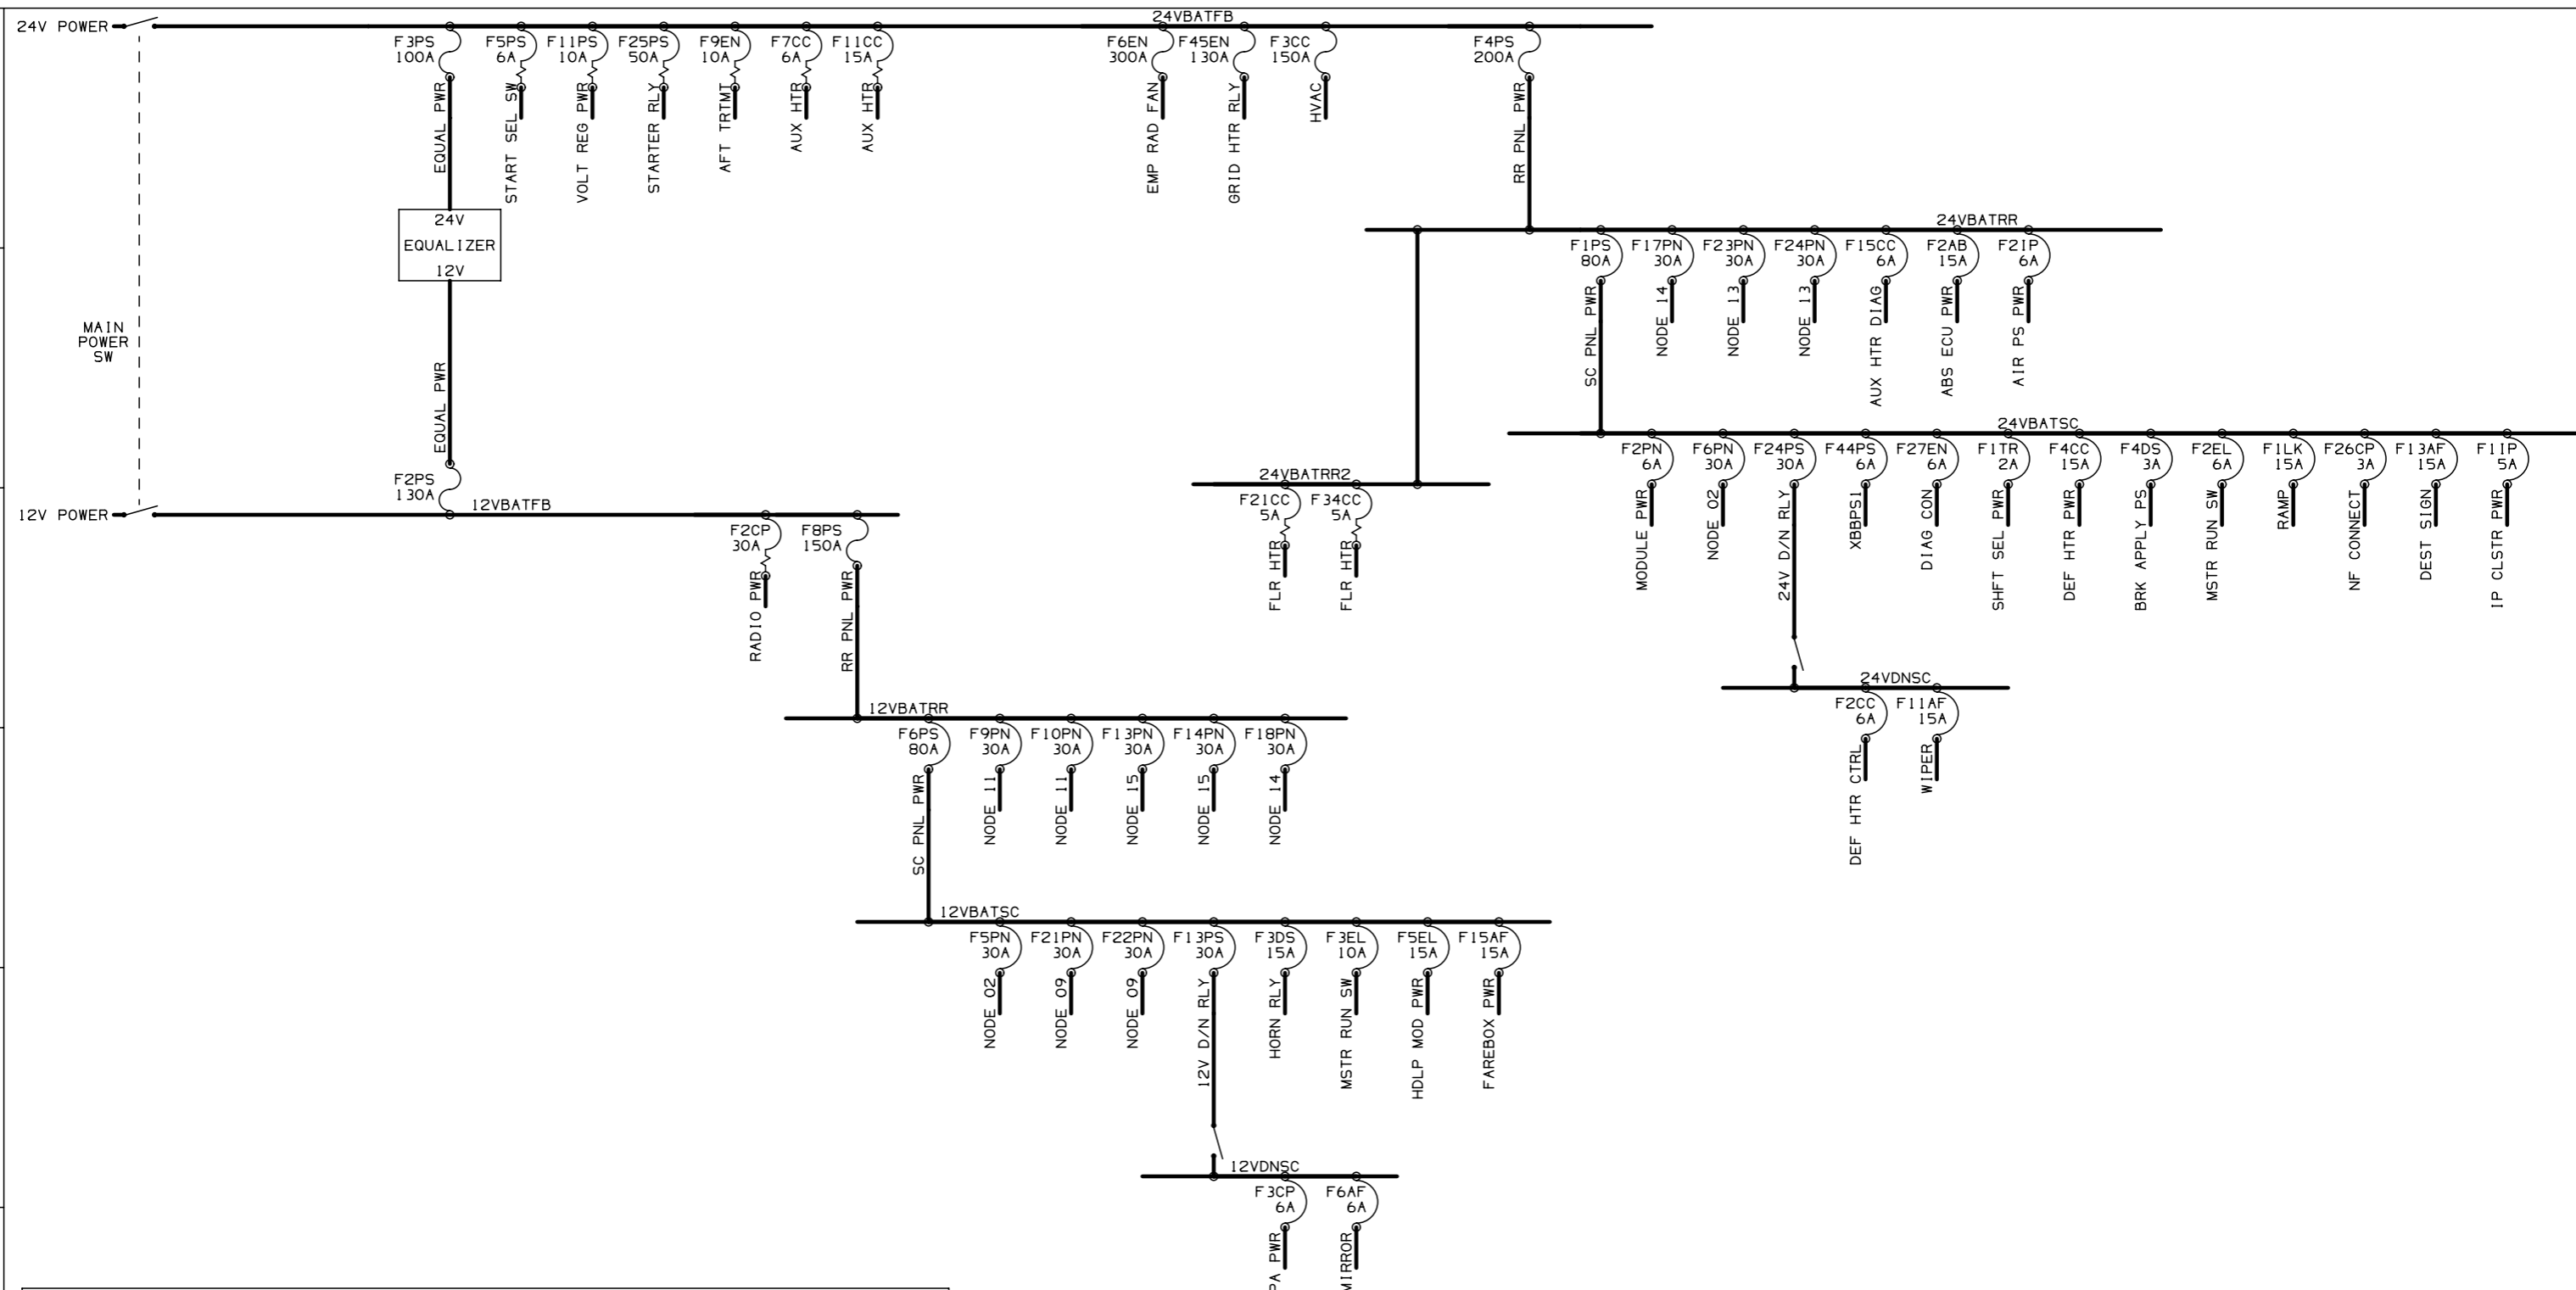 24V POWER
24VBATFB
F3PS
100A
EQUAL PWR
F5PS
6A
START SEL SW
F11PS
10A
VOLT REG PWR
F25PS
50A
STARTER RLY
F9EN
10A
AFT TRTMT
F7CC
6A
AUX HTR
F11CC
15A
AUX HTR
F6EN
300A
EMP RAD FAN
F45EN
130A
GRID HTR RLY
F3CC
150A
HVAC
F4PS
200A
RR PNL PWR
24V
EQUALIZER
12V
MAIN
POWER
SW
EQUAL PWR
F2PS
130A
24VBATRR
F1PS
80A
SC PNL PWR
F17PN
30A
NODE 14
F23PN
30A
NODE 13
F24PN
30A
NODE 13
F15CC
6A
AUX HTR DIAG
F2AB
15A
ABS ECU PWR
F2IP
6A
AIR PS PWR
24VBATSC
F2PN
6A
MODULE PWR
F6PN
30A
NODE 02
F24PS
30A
24V D/N RLY
F44PS
6A
XBBPS1
F27EN
6A
DIAG CON
F1TR
2A
SHFT SEL PWR
F4CC
15A
DEF HTR PWR
F4DS
3A
BRK APPLY PS
F2EL
6A
MSTR RUN SW
F1LK
15A
RAMP
F26CP
3A
NF CONNECT
F13AF
15A
DEST SIGN
F1IP
5A
IP CLSTR PWR
24VBATRR2
F21CC
5A
FLR HTR
F34CC
5A
FLR HTR
12V POWER
12VBATFB
F2CP
30A
RADIO PWR
F8PS
150A
RR PNL PWR
24VDNSC
F2CC
6A
DEF HTR CTRL
F11AF
15A
WIPER
12VBATRR
F6PS
80A
SC PNL PWR
F9PN
30A
NODE 11
F10PN
30A
NODE 11
F13PN
30A
NODE 15
F14PN
30A
NODE 15
F18PN
30A
NODE 14
12VBATSC
F5PN
30A
NODE 02
F21PN
30A
NODE 09
F22PN
30A
NODE 09
F13PS
30A
12V D/N RLY
F3DS
15A
HORN RLY
F3EL
10A
MSTR RUN SW
F5EL
15A
HDLP MOD PWR
F15AF
15A
FAREBOX PWR
12VDNSC
F3CP
6A
PA PWR
F6AF
6A
MIRROR